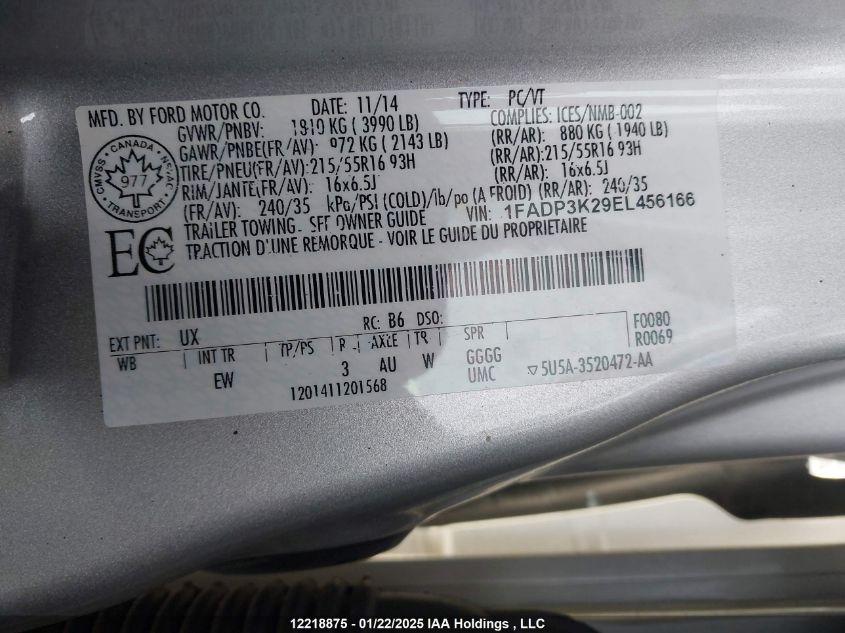 MFD. BY FORD MOTOR CO. DATE: 11/14 TYPE: PC/VT
GVWR/PNBV: 1810 KG ( 3990 LB) COMPLIES: ICES/NMB-002
GAWR/PNBE(FR/AV): 972 KG ( 2143 LB) (RR/AR): 880 KG ( 1940 LB)
TIRE/PNEU(FR/AV): 215/55R16 93H (RR/AR): 215/55R16 93H
RIM/JANTE(FR/AV): 16x6.5J (RR/AR): 16x6.5J
(FR/AV): 240/35 kPa/PSI (COLD)/lb/po (A FROID) (RR/AR): 240/35
TRAILER TOWING - SEE OWNER GUIDE VIN: 1FADP3K29EL456166
TRACTION D'UNE REMORQUE - VOIR LE GUIDE DU PROPRIETAIRE
CMVSS · CANADA · NSVAC
977
TRANSPORT
EC
EXT PNT: UX RC: B6 DSO: F0080
WB INT TR TP/PS R AXLE TR SPR R0069
EW 3 AU W GGGG
UMC ▽5U5A-3520472-AA
1201411201568
12218875 - 01/22/2025 IAA Holdings , LLC